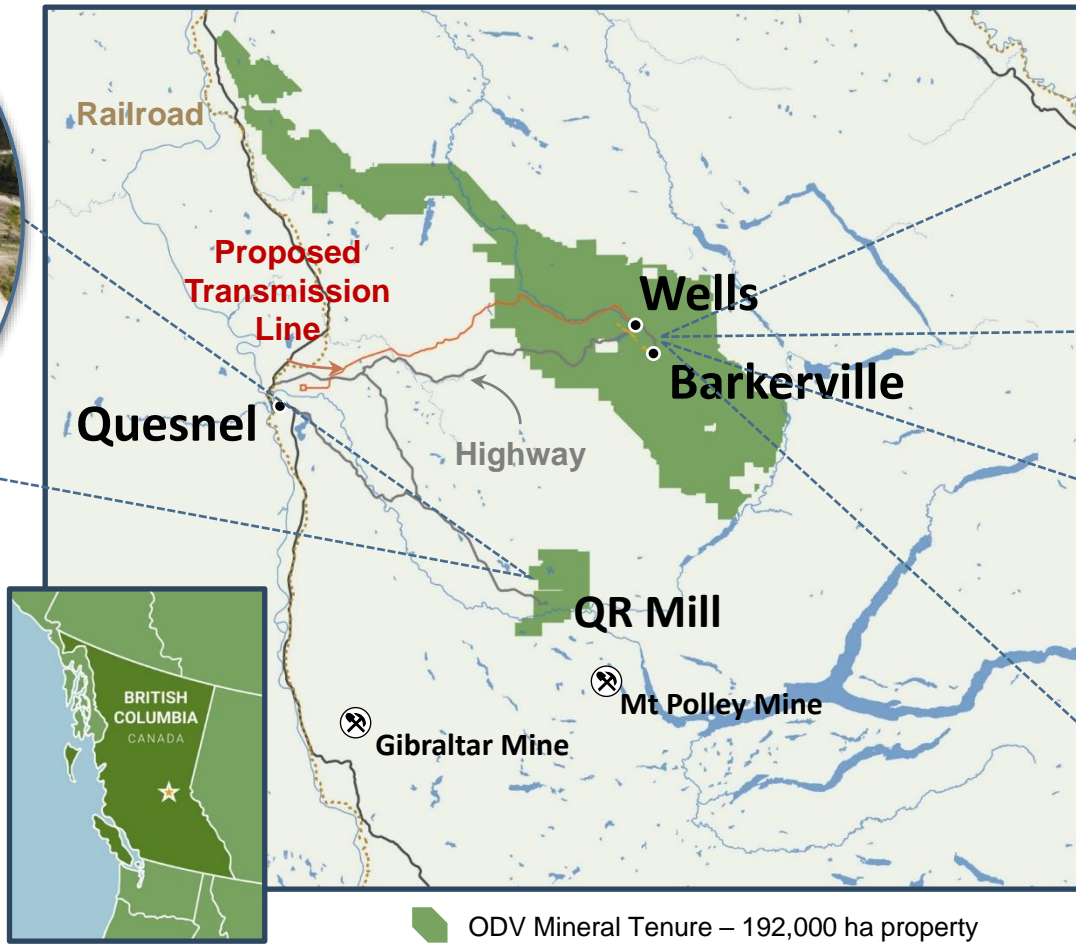 Railroad
Proposed
Transmission
Line
Wells
Barkerville
Quesnel
Highway
QR Mill
Mt Polley Mine
Gibraltar Mine
BRITISH
COLUMBIA
CANADA
ODV Mineral Tenure – 192,000 ha property